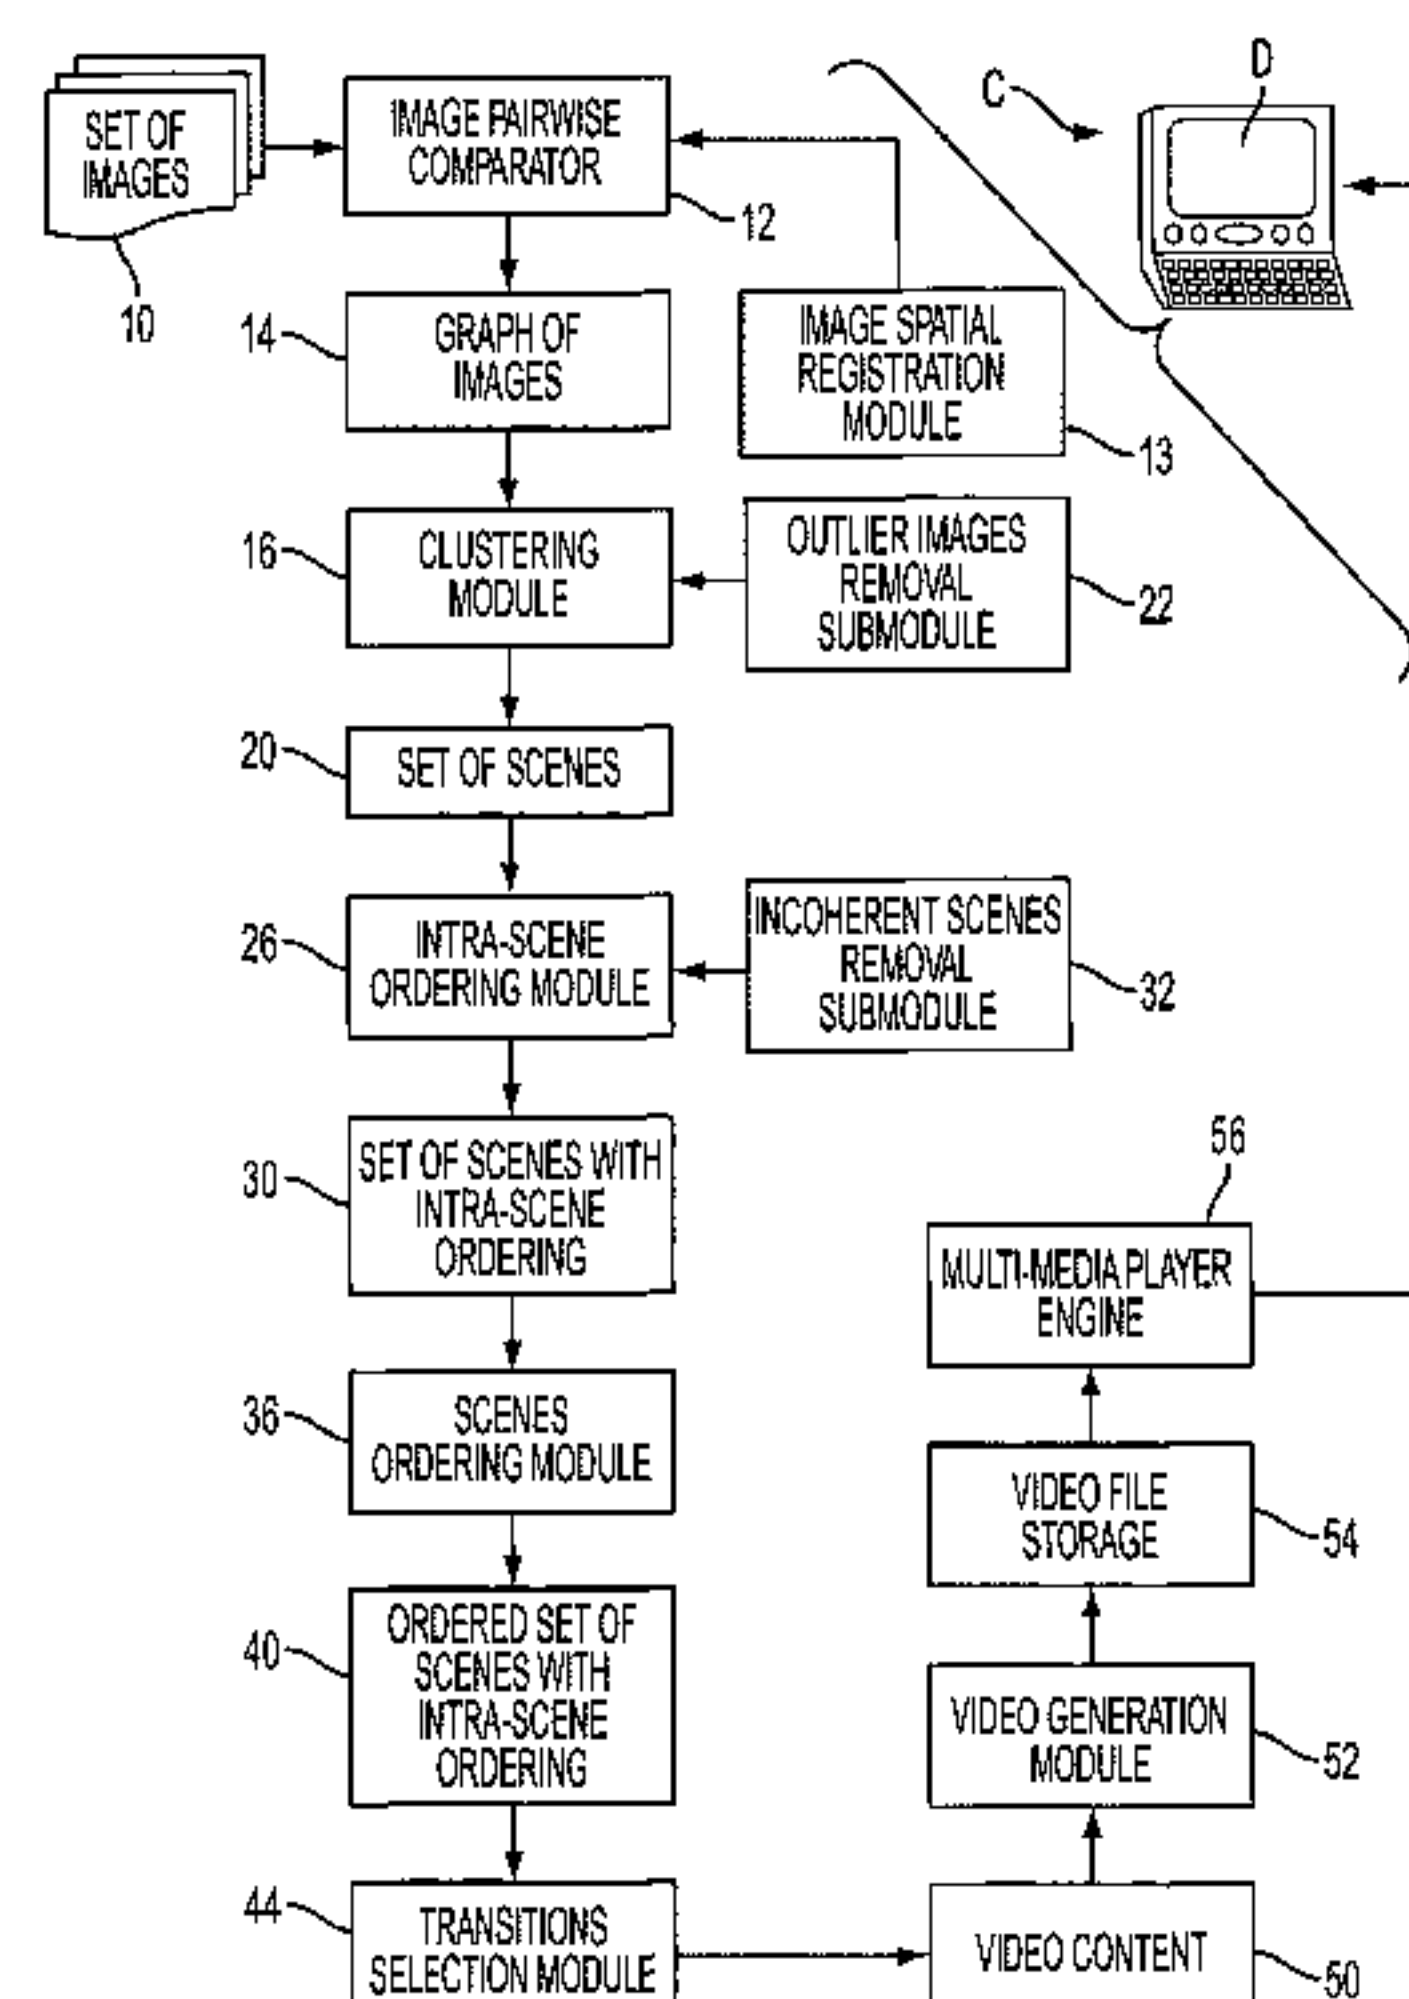 SET OF
IMAGES
10
IMAGE PAIRWISE
COMPARATOR
12
C
D
14
GRAPH OF
IMAGES
IMAGE SPATIAL
REGISTRATION
MODULE
13
16
CLUSTERING
MODULE
OUTLIER IMAGES
REMOVAL
SUBMODULE
22
20
SET OF SCENES
26
INTRA-SCENE
ORDERING MODULE
INCOHERENT SCENES
REMOVAL
SUBMODULE
32
30
SET OF SCENES WITH
INTRA-SCENE
ORDERING
36
SCENES
ORDERING MODULE
40
ORDERED SET OF
SCENES WITH
INTRA-SCENE
ORDERING
44
TRANSITIONS
SELECTION MODULE
56
MULTI-MEDIA PLAYER
ENGINE
VIDEO FILE
STORAGE
54
VIDEO GENERATION
MODULE
52
VIDEO CONTENT
50